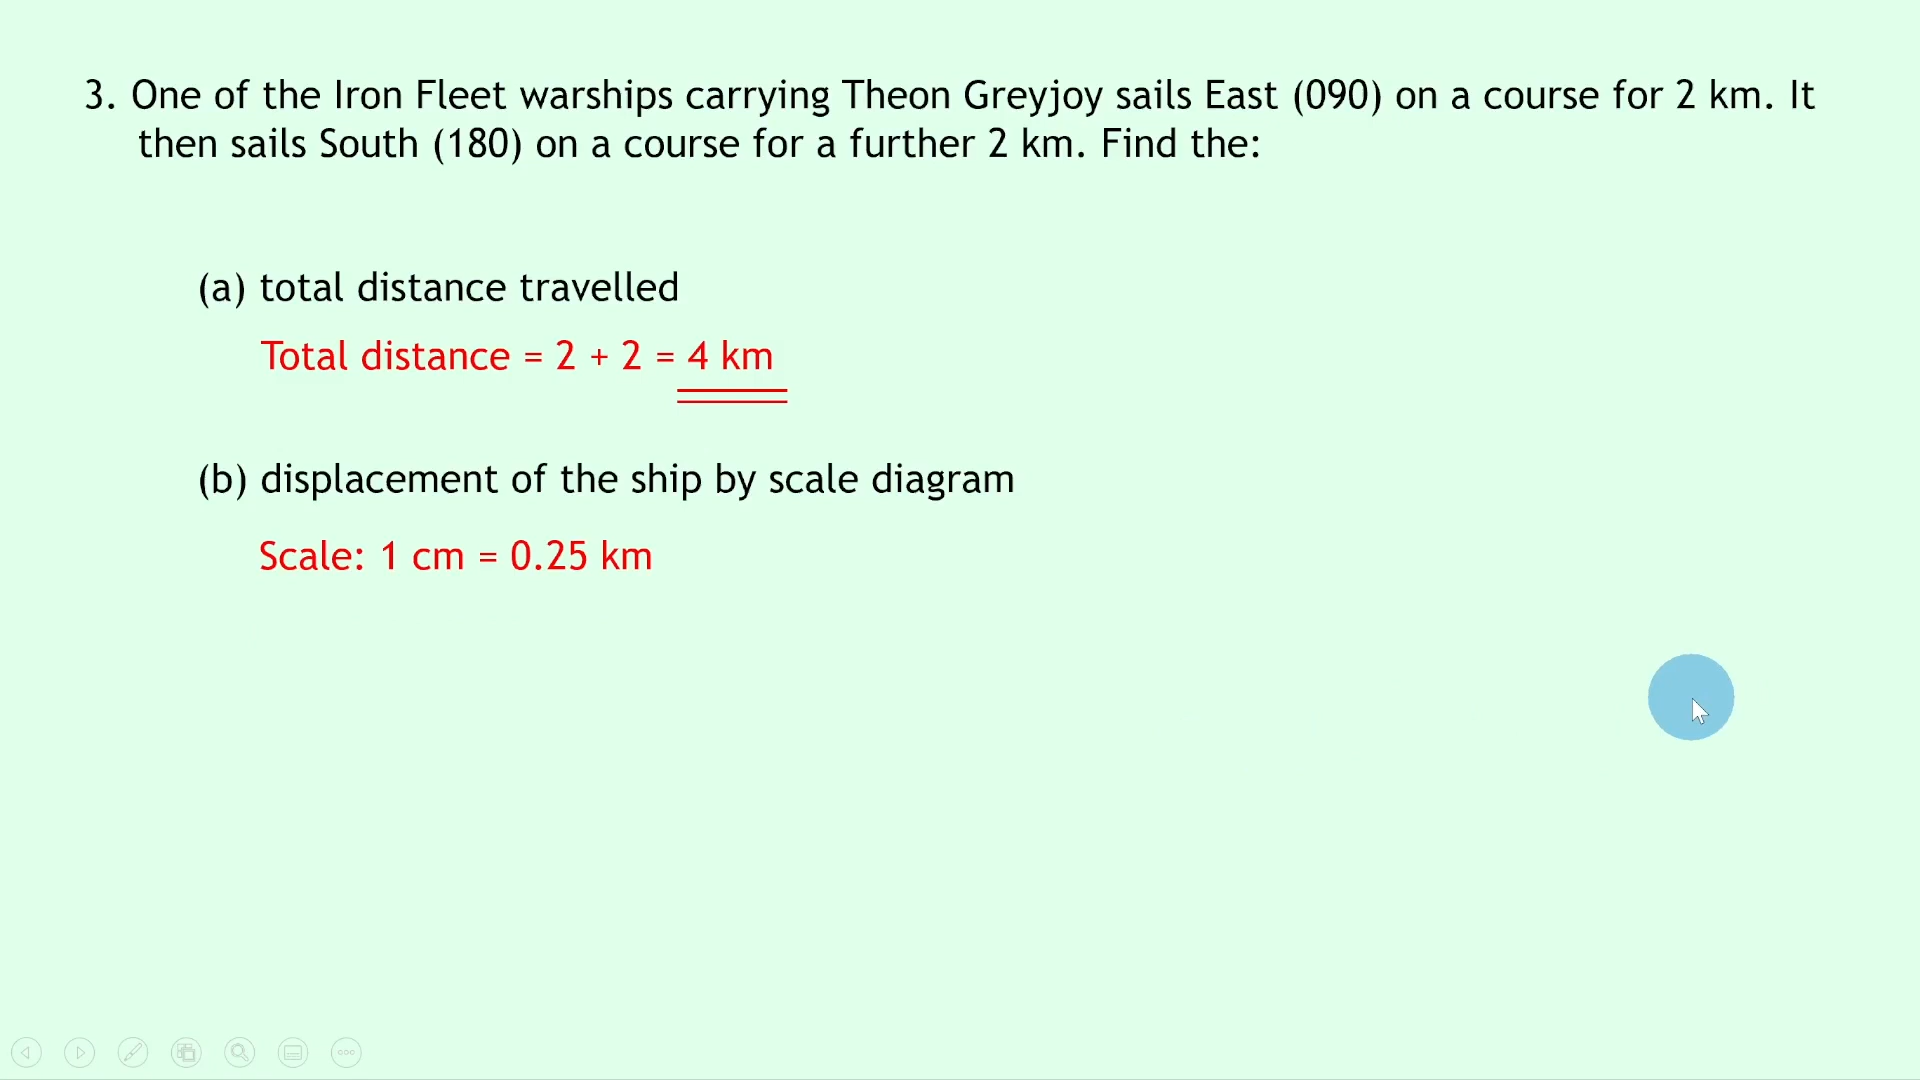 3. One of the Iron Fleet warships carrying Theon Greyjoy sails East (090) on a course for 2 km. It
then sails South (180) on a course for a further 2 km. Find the:
(a) total distance travelled
Total distance = 2 + 2 = 4 km
(b) displacement of the ship by scale diagram
Scale: 1 cm = 0.25 km